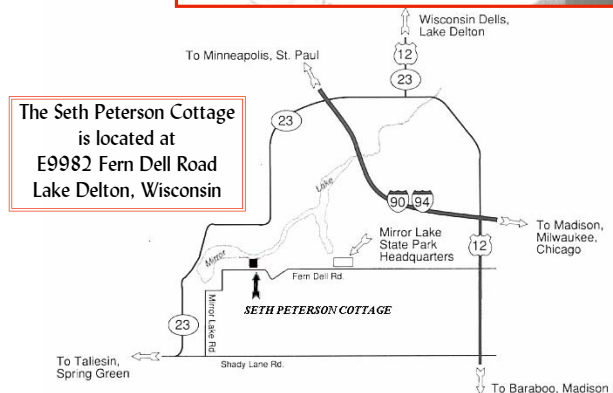 Wisconsin Dells,
Lake Delton
12
23
To Minneapolis, St. Paul
The Seth Peterson Cottage
is located at
E9982 Fern Dell Road
Lake Delton, Wisconsin
23
Lake
90 94
To Madison,
Milwaukee,
Chicago
Mirror Lake
State Park
Headquarters
12
Mirror
Fern Dell Rd.
SETH PETERSON COTTAGE
Mirror Lake Rd
23
To Taliesin,
Spring Green
Shady Lane Rd.
To Baraboo, Madison